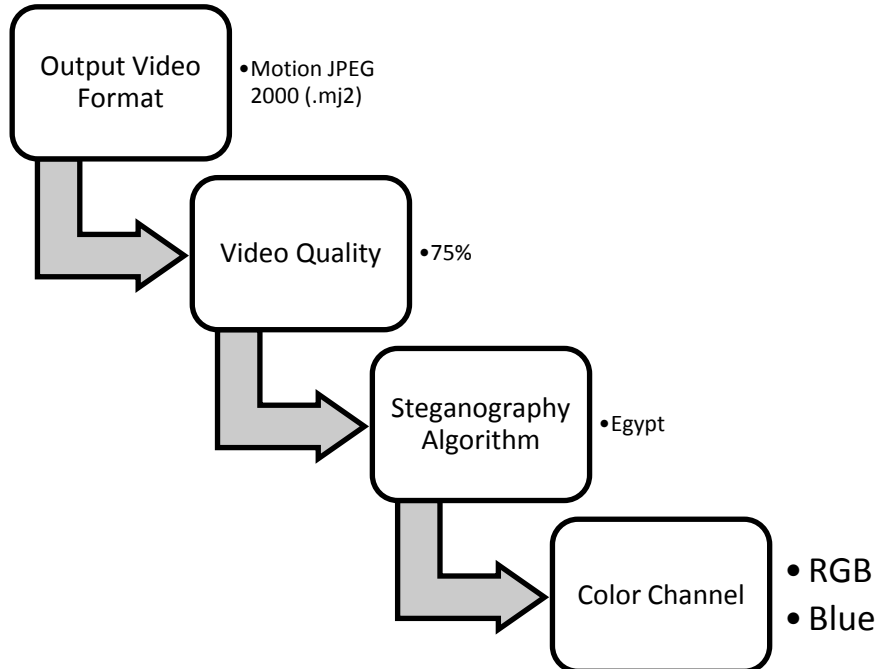 Output Video
Format
•Motion JPEG
2000 (.mj2)
Video Quality
•75%
Steganography
Algorithm
•Egypt
Color Channel
• RGB
• Blue